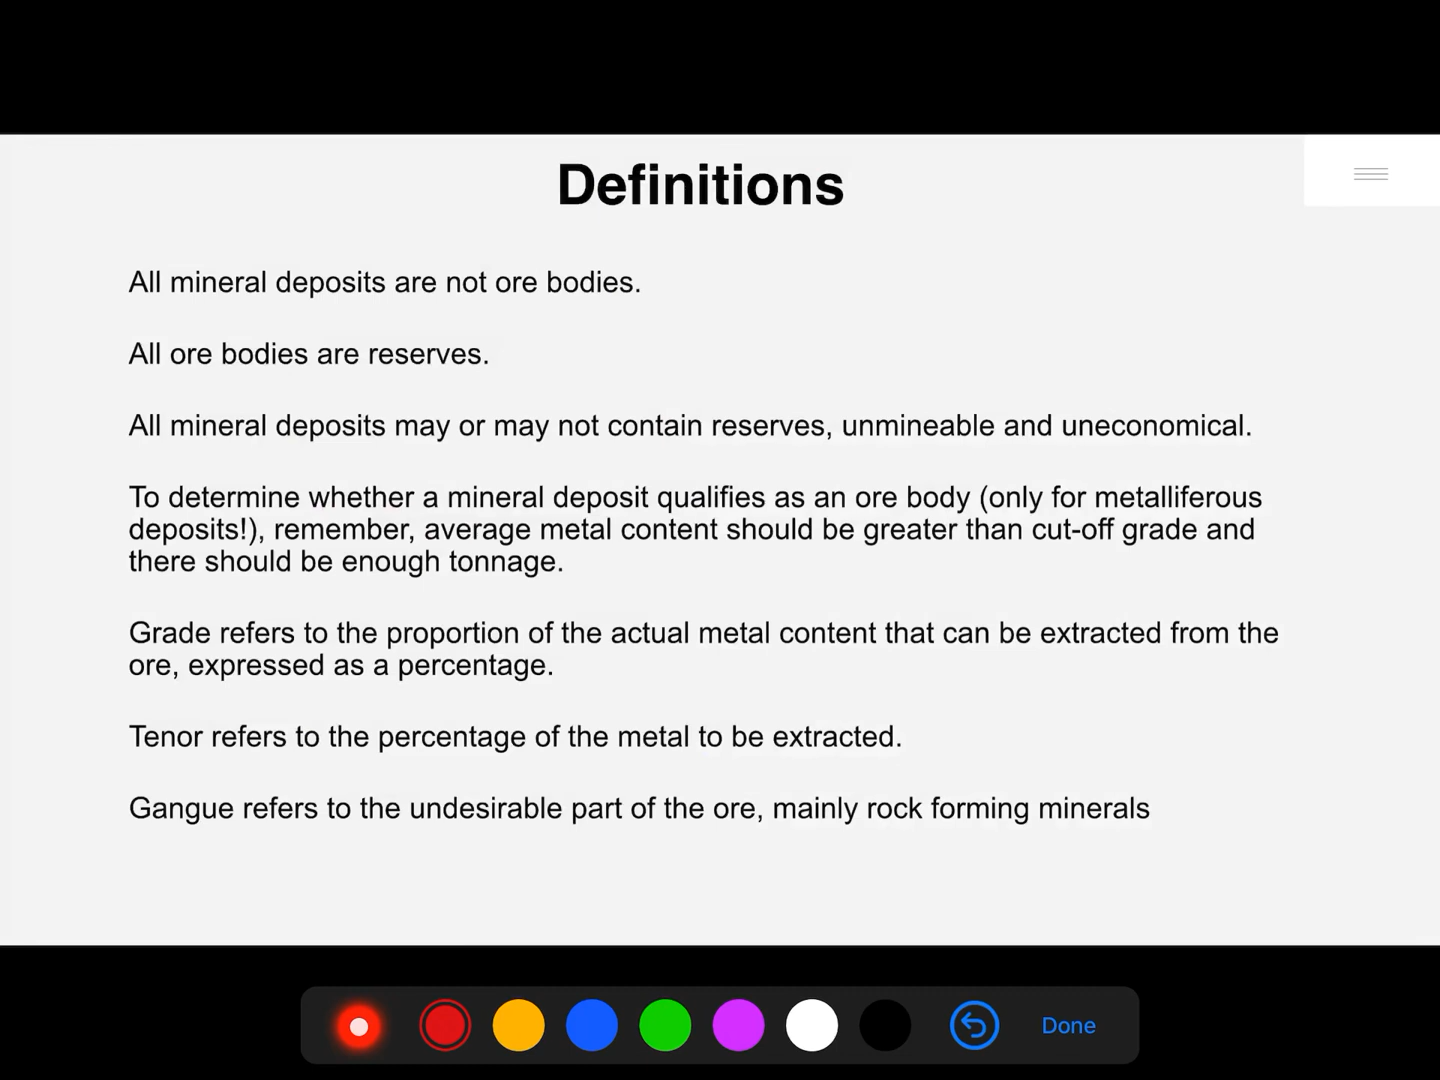 Definitions
All mineral deposits are not ore bodies.
All ore bodies are reserves.
All mineral deposits may or may not contain reserves, unmineable and uneconomical.
To determine whether a mineral deposit qualifies as an ore body (only for metalliferous
deposits!), remember, average metal content should be greater than cut-off grade and
there should be enough tonnage.
Grade refers to the proportion of the actual metal content that can be extracted from the
ore, expressed as a percentage.
Tenor refers to the percentage of the metal to be extracted.
Gangue refers to the undesirable part of the ore, mainly rock forming minerals
Done